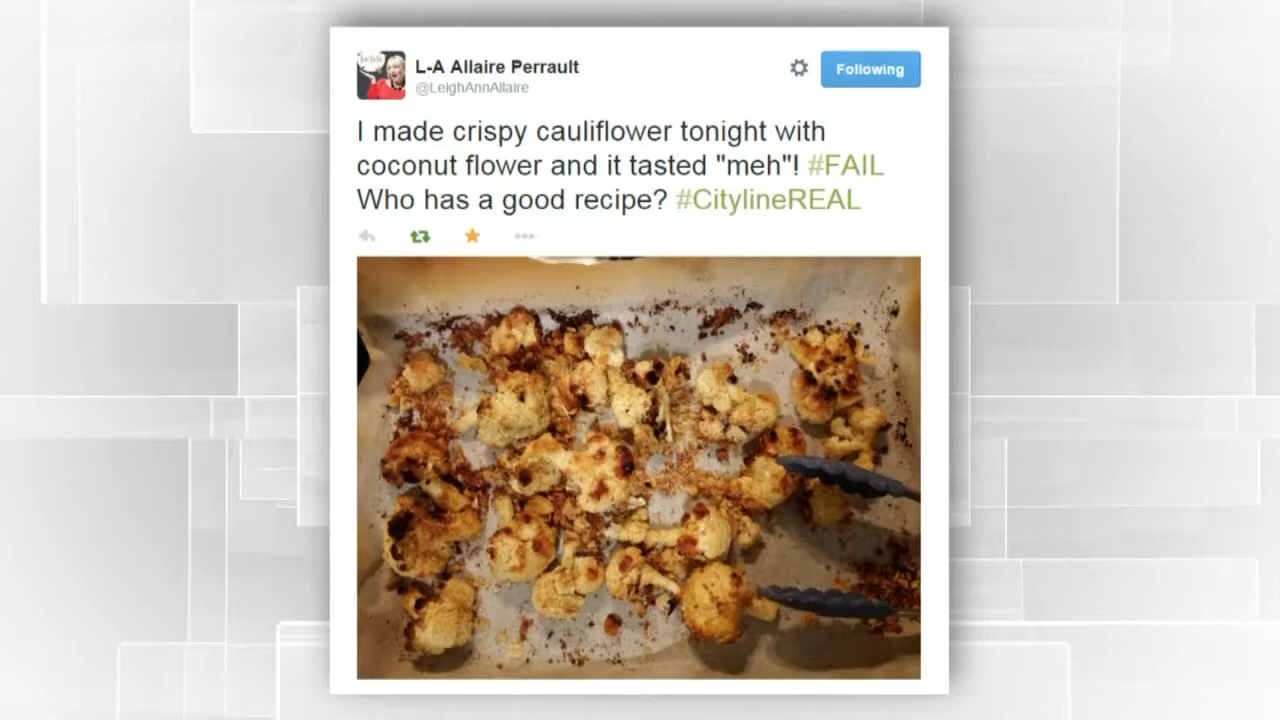 L-A Allaire Perrault
@LeighAnnAllaire
Following
I made crispy cauliflower tonight with
coconut flower and it tasted "meh"! #FAIL
Who has a good recipe? #CitylineREAL